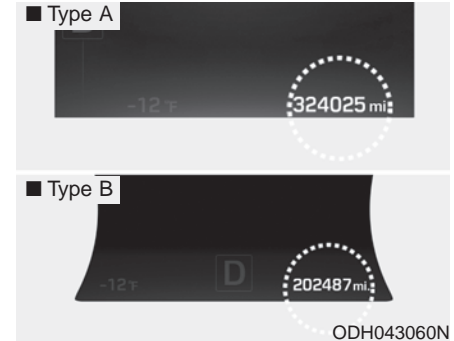 ■ Type A
-12°F
324025 mi.
■ Type B
-12°F
D
202487 mi.
ODH043060N